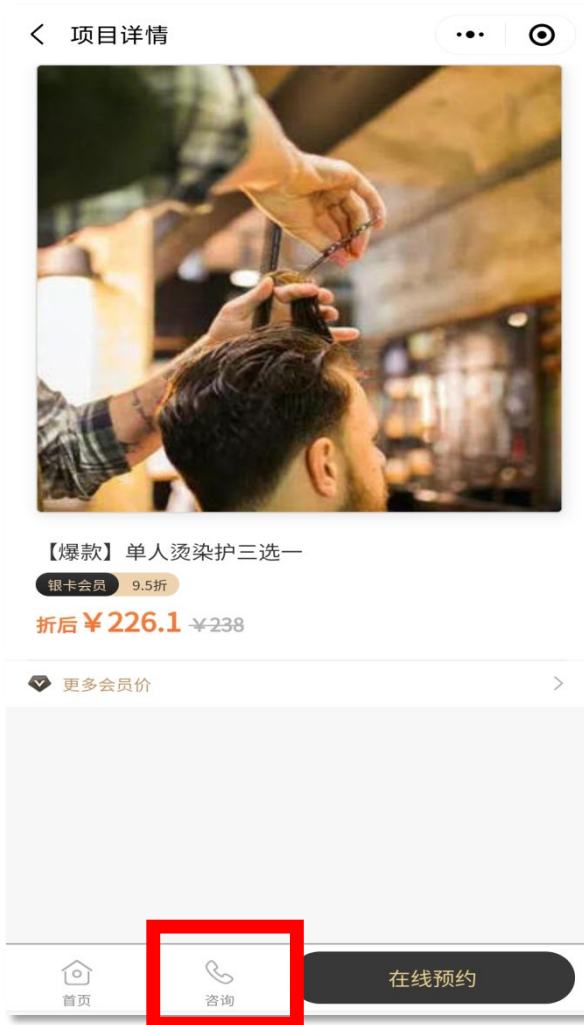 项目详情
【爆款】单人烫染护三选一
银卡会员 9.5折
折后￥226.1 ￥238
更多会员价
首页 咨询 在线预约